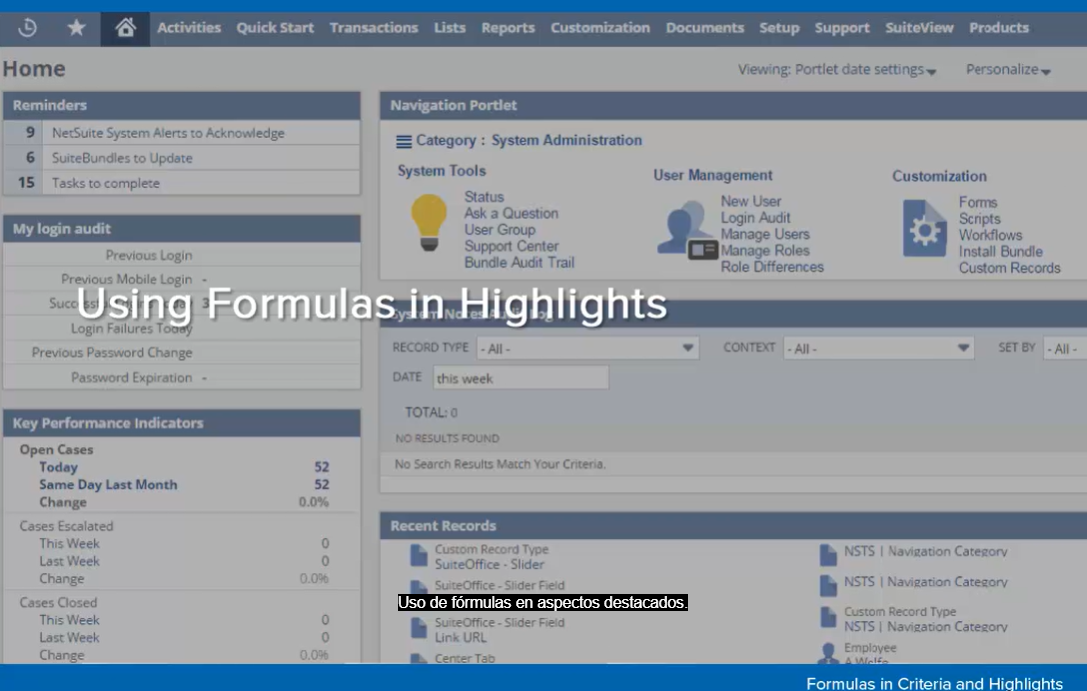 Activities Quick Start Transactions Lists Reports Customization Documents Setup Support SuiteView Products
Home
Viewing: Portlet date settings
Personalize
Reminders
9 NetSuite System Alerts to Acknowledge
6 SuiteBundles to Update
15 Tasks to complete
My login audit
Previous Login
Previous Mobile Login -
Login Failures Today
Previous Password Change
Password Expiration -
Using Formulas in Highlights
Key Performance Indicators
Open Cases
Today 52
Same Day Last Month 52
Change 0.0%
Cases Escalated
This Week 0
Last Week 0
Change 0.0%
Cases Closed
This Week 0
Last Week 0
Change 0.0%
Navigation Portlet
Category : System Administration
System Tools
Status
Ask a Question
User Group
Support Center
Bundle Audit Trail
User Management
New User
Login Audit
Manage Users
Manage Roles
Role Differences
Customization
Forms
Scripts
Workflows
Install Bundle
Custom Records
RECORD TYPE - All -
CONTEXT - All -
SET BY - All -
DATE this week
TOTAL: 0
NO RESULTS FOUND
No Search Results Match Your Criteria.
Recent Records
Custom Record Type
SuiteOffice - Slider
SuiteOffice - Slider Field
SuiteOffice - Slider Field
Link URL
Center Tab
NSTS | Navigation Category
NSTS | Navigation Category
Custom Record Type
NSTS | Navigation Category
Employee
A Wolfe
Uso de fórmulas en aspectos destacados.
Formulas in Criteria and Highlights